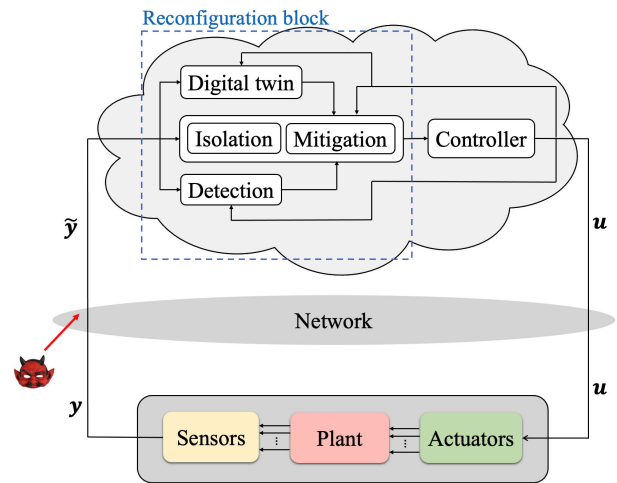 Reconfiguration block
Digital twin
Isolation
Mitigation
Controller
Detection
ỹ
u
Network
y
u
Sensors
Plant
Actuators